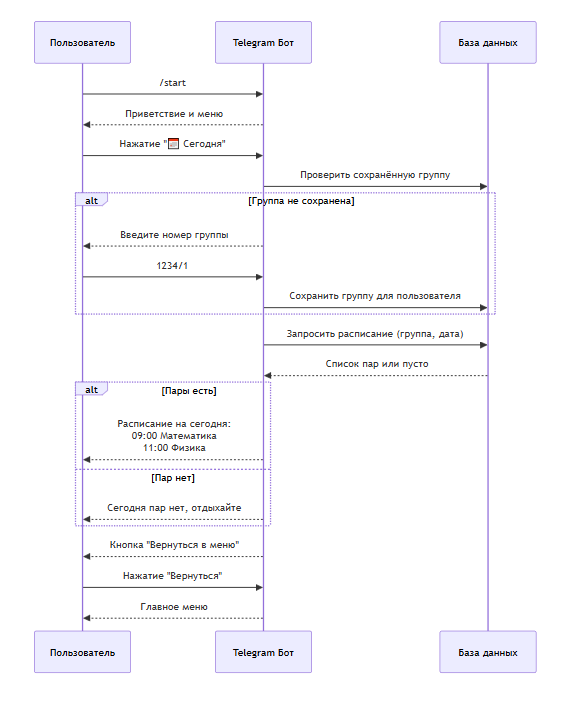 Пользователь
Telegram Бот
База данных
/start
Приветствие и меню
Нажатие "📅 Сегодня"
Проверить сохранённую группу
alt
[Группа не сохранена]
Введите номер группы
1234/1
Сохранить группу для пользователя
Запросить расписание (группа, дата)
Список пар или пусто
alt
[Пары есть]
Расписание на сегодня:
09:00 Математика
11:00 Физика
[Пар нет]
Сегодня пар нет, отдыхайте
Кнопка "Вернуться в меню"
Нажатие "Вернуться"
Главное меню
Пользователь
Telegram Бот
База данных